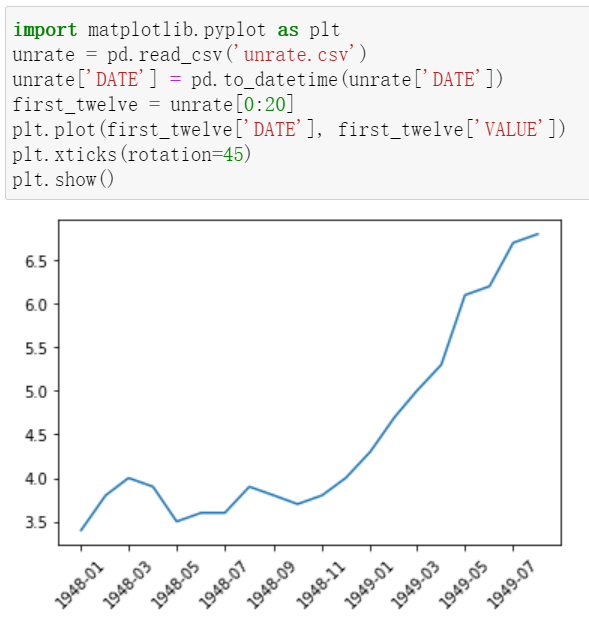 import matplotlib.pyplot as plt
unrate = pd.read_csv('unrate.csv')
unrate['DATE'] = pd.to_datetime(unrate['DATE'])
first_twelve = unrate[0:20]
plt.plot(first_twelve['DATE'], first_twelve['VALUE'])
plt.xticks(rotation=45)
plt.show()
6.5
6.0
5.5
5.0
4.5
4.0
3.5
1948-01
1948-03
1948-05
1948-07
1948-09
1948-11
1949-01
1949-03
1949-05
1949-07